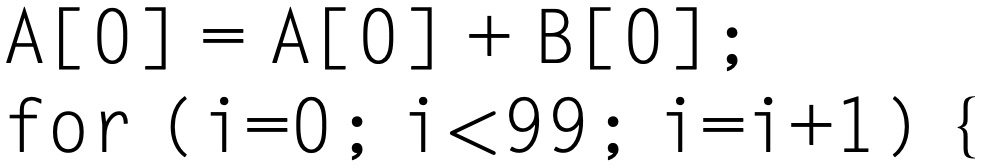 A[0] = A[0] + B[0];
for (i=0; i<99; i=i+1) {